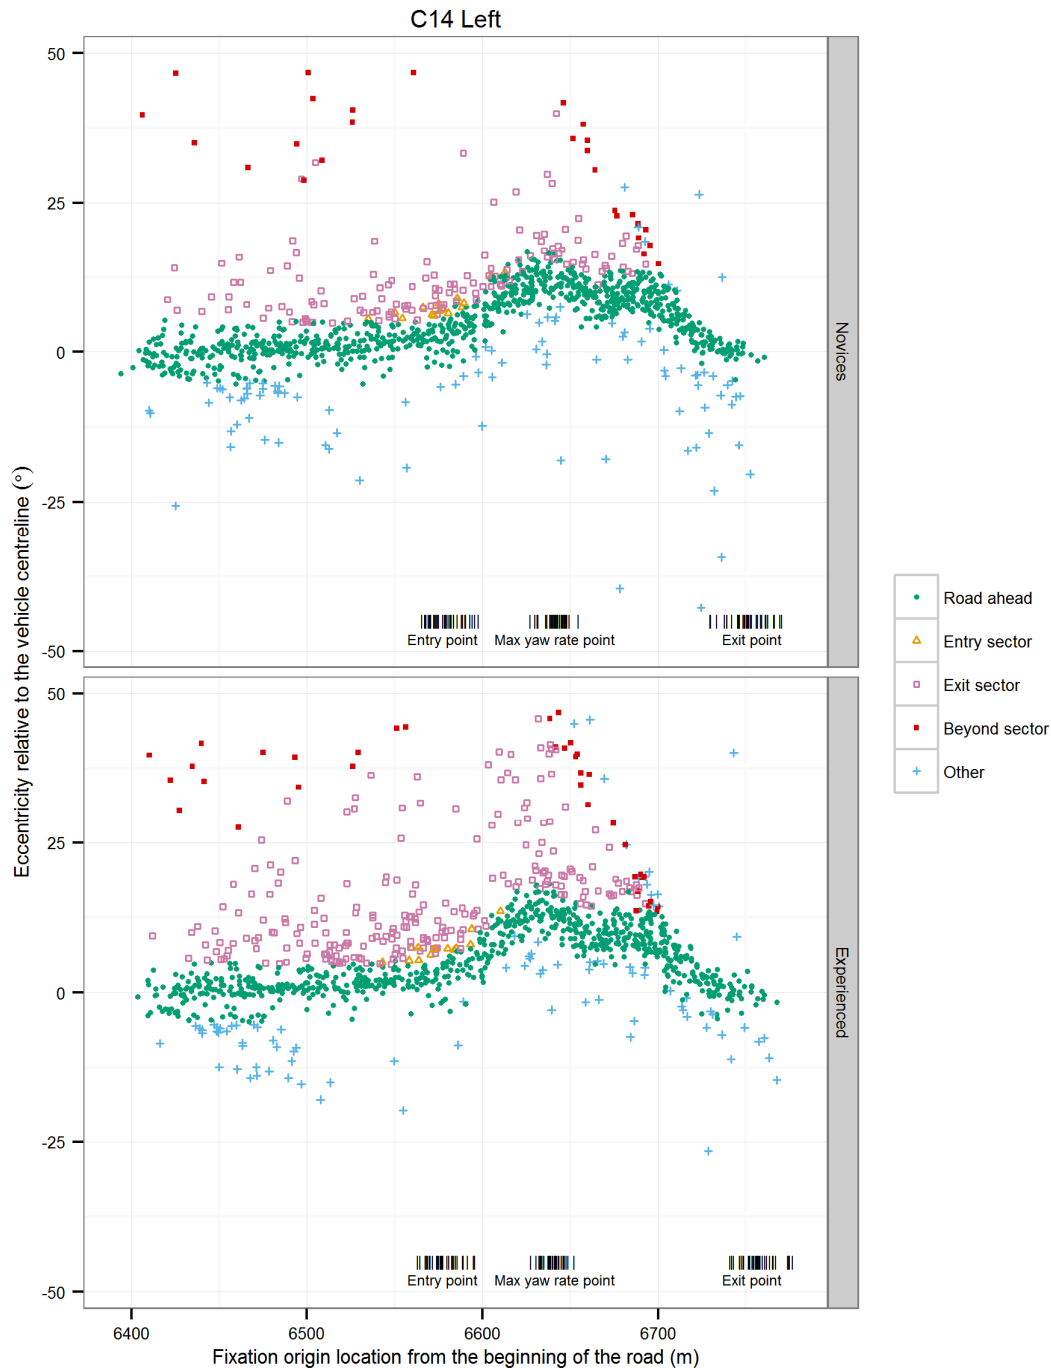 C14 Left
Eccentricity relative to the vehicle centreline (°)
50
25
0
-25
-50
Entry point
Max yaw rate point
Exit point
Novices
50
25
0
-25
-50
Entry point
Max yaw rate point
Exit point
Experienced
6400
6500
6600
6700
Fixation origin location from the beginning of the road (m)
Road ahead
Entry sector
Exit sector
Beyond sector
Other